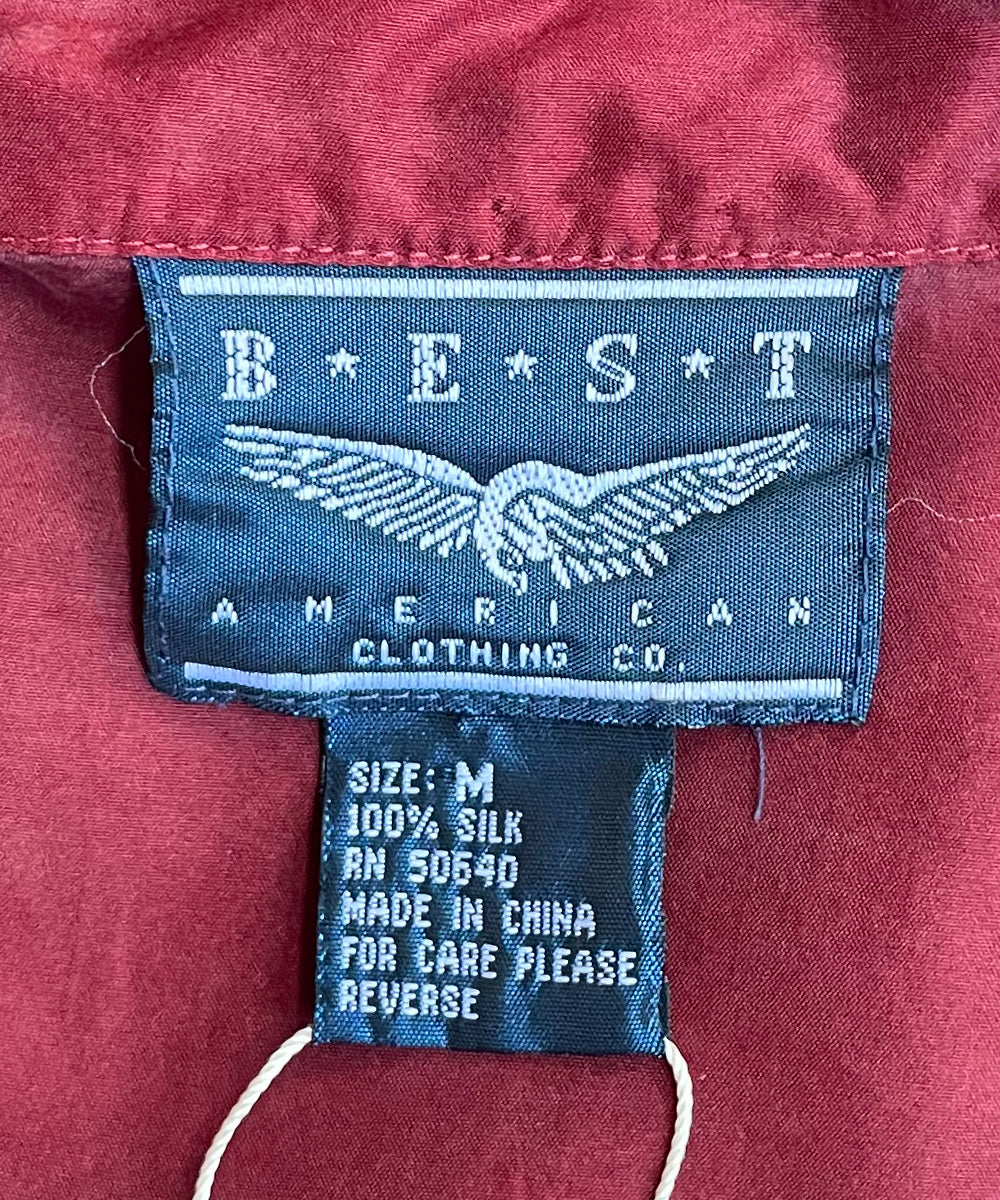 B★E★S★T
AMERICAN
CLOTHING CO.
SIZE: M
100% SILK
RN 50640
MADE IN CHINA
FOR CARE PLEASE
REVERSE